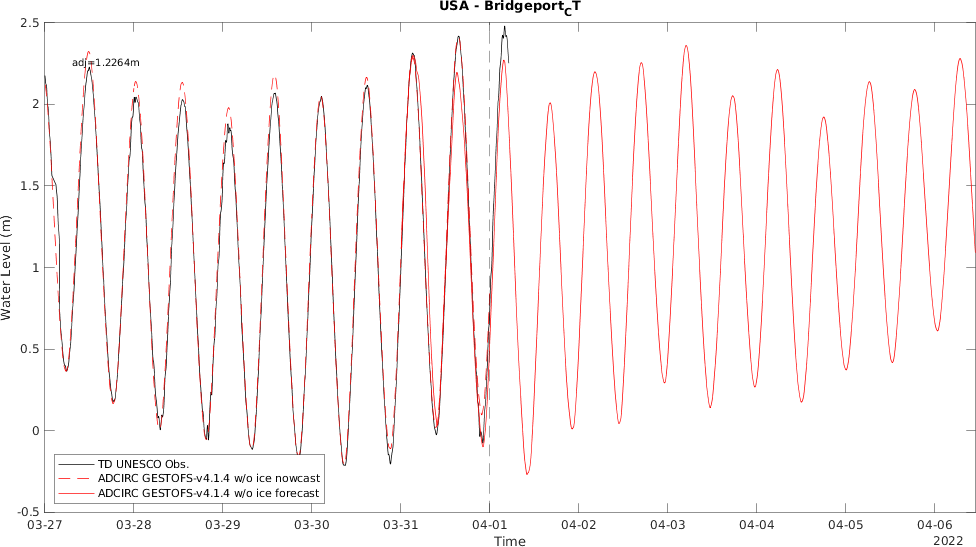 USA - Bridgeport_CT
adj=1.2264m
2.5
2
1.5
1
0.5
0
-0.5
Water Level (m)
TD UNESCO Obs.
ADCIRC GESTOFS-v4.1.4 w/o ice nowcast
ADCIRC GESTOFS-v4.1.4 w/o ice forecast
03-27 03-28 03-29 03-30 03-31 04-01 04-02 04-03 04-04 04-05 04-06
Time
2022